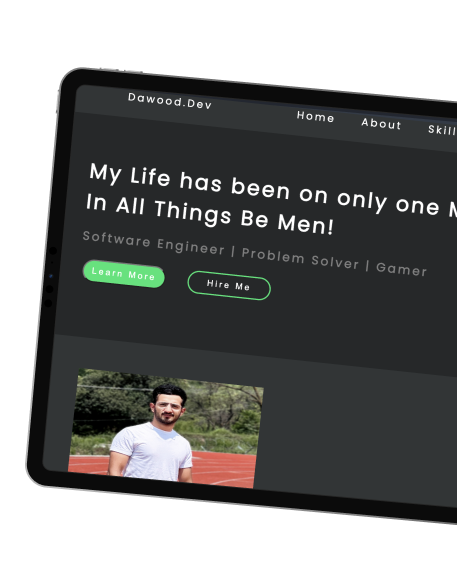 Dawood.Dev
Home About Skill
My Life has been on only one
In All Things Be Men!
Software Engineer | Problem Solver | Gamer
Learn More Hire Me